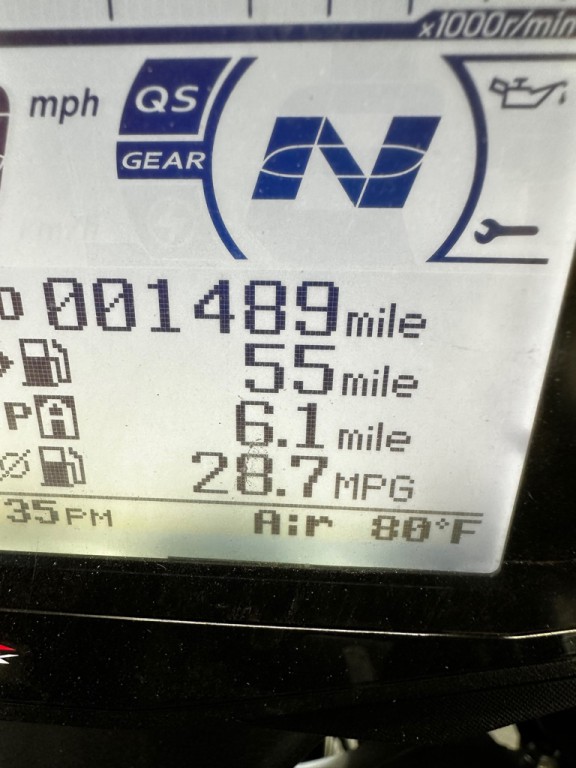 x1000r/min
mph
QS
GEAR
N
km/h
001489 mile
55 mile
6.1 mile
28.7 MPG
35 PM Air 80°F